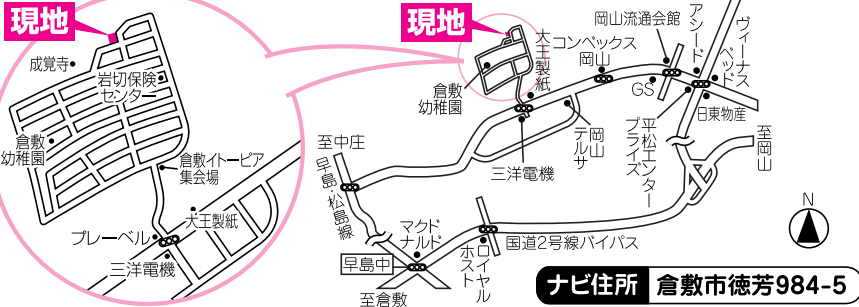 現地
成覚寺
岩切保険
センター
倉敷
幼稚園
倉敷イトーピア
集会場
大王製紙
プレーベル
三洋電機
現地
倉敷
幼稚園
大王製紙
コンベックス
岡山
岡山流通会館
アシード
ヴィーナス
ベッド
GS
日東物産
平松エンター
プライズ
岡山
テルサ
三洋電機
至中庄
早島・松島線
マクド
ナルド
早島中
至倉敷
ロイヤル
ホスト
国道2号線バイパス
至岡山
N
ナビ住所 倉敷市徳芳984-5